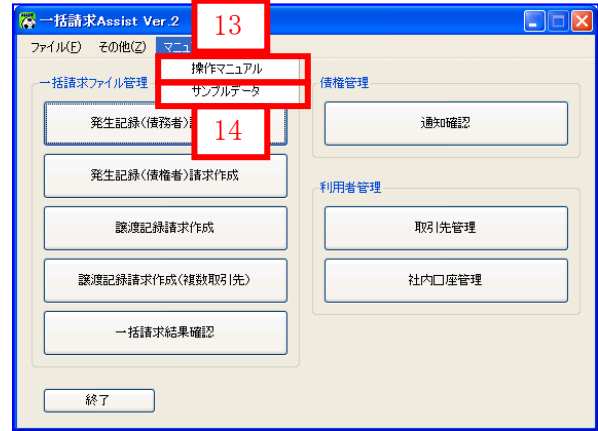 一括請求Assist Ver.2
13
ファイル(F) その他(Z)
操作マニュアル
サンプルデータ
14
一括請求ファイル管理
発生記録(債務者)
発生記録(債権者)請求作成
譲渡記録請求作成
譲渡記録請求作成(複数取引先)
一括請求結果確認
終了
債権管理
通知確認
利用者管理
取引先管理
社内口座管理